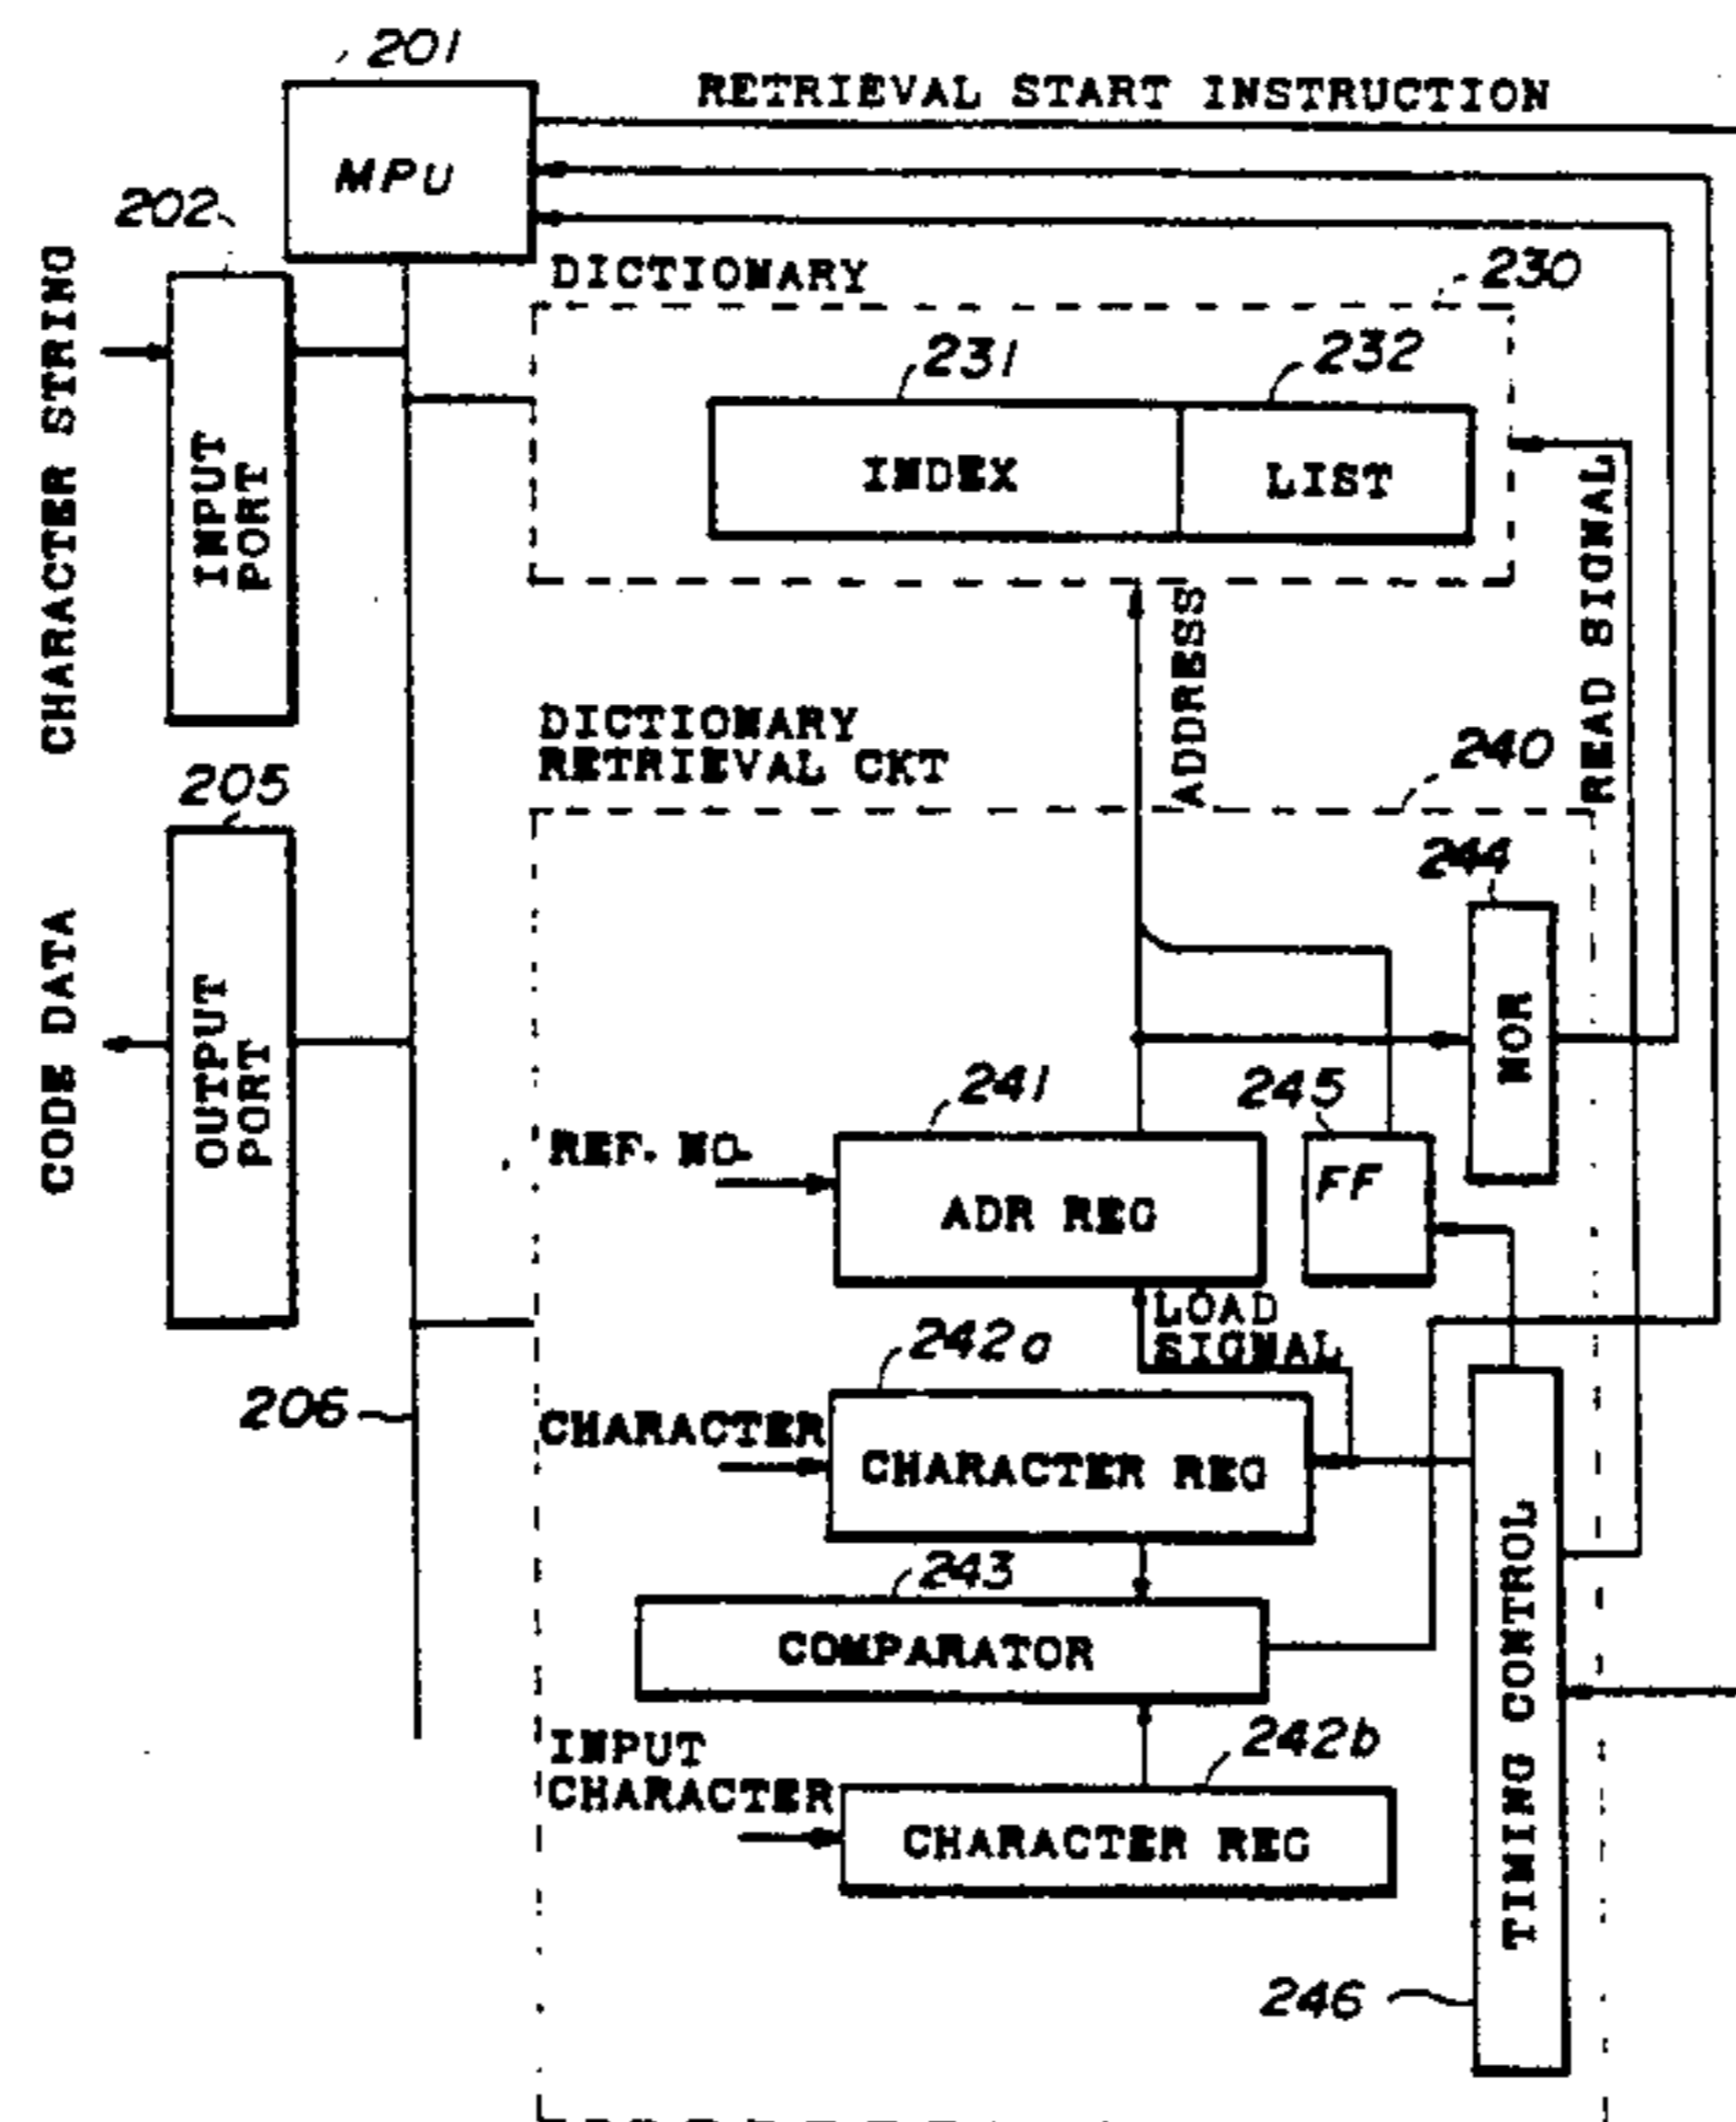 201
RETRIEVAL START INSTRUCTION
MPU
202
CHARACTER STRING
INPUT
PORT
DICTIONARY
230
231
232
INDEX
LIST
READ SIGNAL
ADDRESS
DICTIONARY
RETRIEVAL CKT
240
205
CODE DATA
OUTPUT
PORT
244
NOR
241
245
REF. NO.
ADR REG
FF
LOAD
SIGNAL
242a
206
CHARACTER
CHARACTER REG
243
COMPARATOR
TIMING CONTROL
INPUT
CHARACTER
242b
CHARACTER REG
246